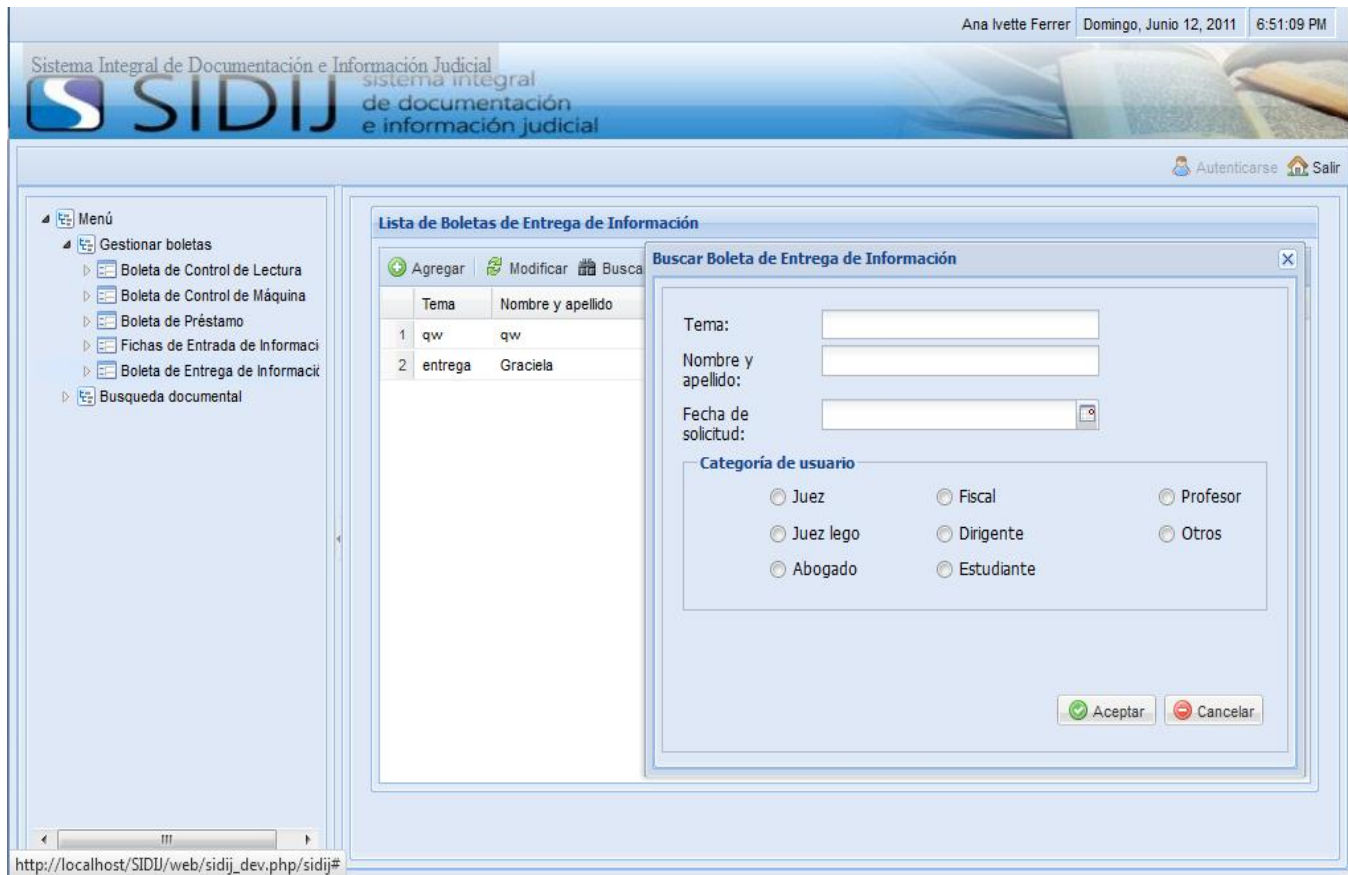 Ana Ivette Ferrer Domingo, Junio 12, 2011 6:51:09 PM
Sistema Integral de Documentación e Información Judicial
SIDIJ
sistema integral
de documentación
e información judicial
Autenticarse Salir
Menú
Gestionar boletas
Boleta de Control de Lectura
Boleta de Control de Máquina
Boleta de Préstamo
Fichas de Entrada de Informaci
Boleta de Entrega de Informació
Busqueda documental
Lista de Boletas de Entrega de Información
Agregar Modificar Busca
Tema Nombre y apellido
1 qw qw
2 entrega Graciela
Buscar Boleta de Entrega de Información
Tema:
Nombre y
apellido:
Fecha de
solicitud:
Categoría de usuario
Juez Fiscal Profesor
Juez lego Dirigente Otros
Abogado Estudiante
Aceptar Cancelar
http://localhost/SIDIJ/web/sidij_dev.php/sidij#